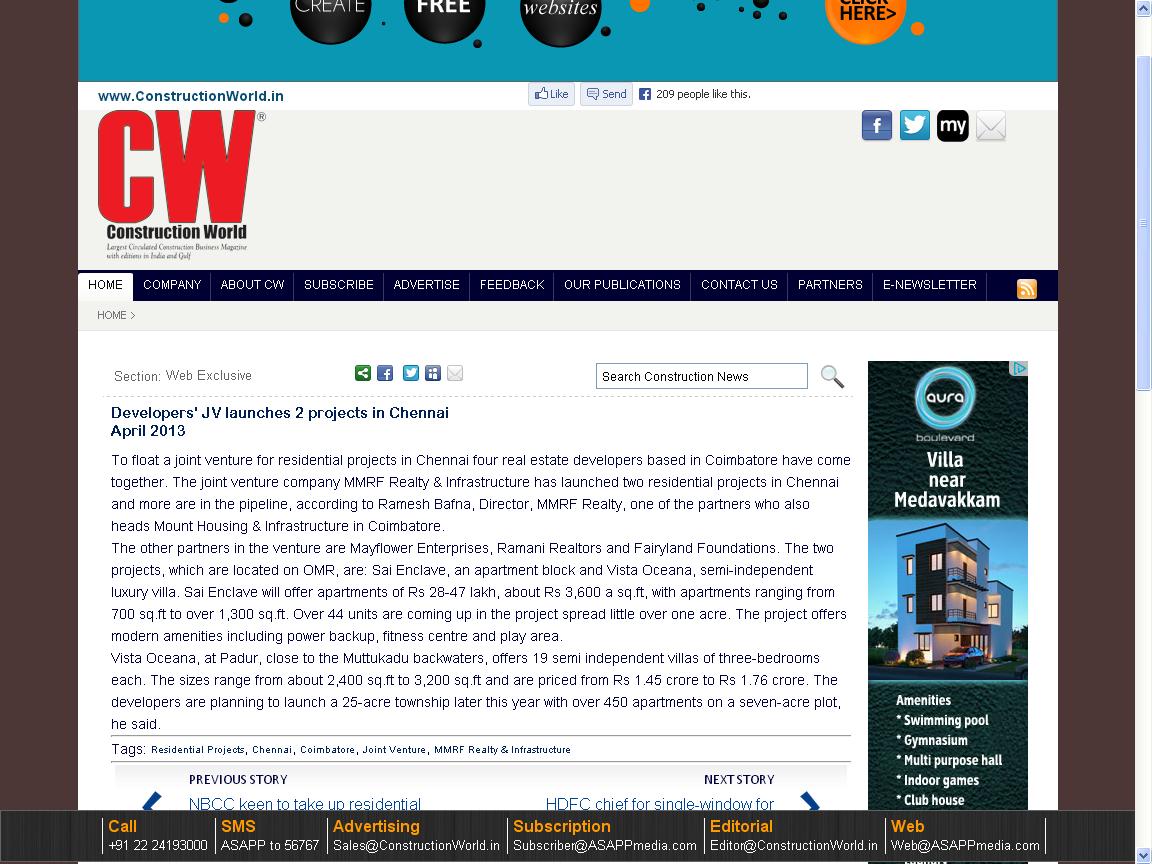 CREATE FREE websites CLICK
HERE>
www.ConstructionWorld.in
Like Send 209 people like this.
CW®
Construction World
Largest Circulated Construction Business Magazine
with editions in India and Gulf
my
HOME COMPANY ABOUT CW SUBSCRIBE ADVERTISE FEEDBACK OUR PUBLICATIONS CONTACT US PARTNERS E-NEWSLETTER
HOME >
Section: Web Exclusive
Search Construction News
Developers' JV launches 2 projects in Chennai
April 2013
To float a joint venture for residential projects in Chennai four real estate developers based in Coimbatore have come
together. The joint venture company MMRF Realty & Infrastructure has launched two residential projects in Chennai
and more are in the pipeline, according to Ramesh Bafna, Director, MMRF Realty, one of the partners who also
heads Mount Housing & Infrastructure in Coimbatore.
The other partners in the venture are Mayflower Enterprises, Ramani Realtors and Fairyland Foundations. The two
projects, which are located on OMR, are: Sai Enclave, an apartment block and Vista Oceana, semi-independent
luxury villa. Sai Enclave will offer apartments of Rs 28-47 lakh, about Rs 3,600 a sq.ft, with apartments ranging from
700 sq.ft to over 1,300 sq.ft. Over 44 units are coming up in the project spread little over one acre. The project offers
modern amenities including power backup, fitness centre and play area.
Vista Oceana, at Padur, close to the Muttukadu backwaters, offers 19 semi independent villas of three-bedrooms
each. The sizes range from about 2,400 sq.ft to 3,200 sq.ft and are priced from Rs 1.45 crore to Rs 1.76 crore. The
developers are planning to launch a 25-acre township later this year with over 450 apartments on a seven-acre plot,
he said.
Tags: Residential Projects, Chennai, Coimbatore, Joint Venture, MMRF Realty & Infrastructure
PREVIOUS STORY NEXT STORY
NBCC keen to take up residential HDFC chief for single-window for
aura
boulevard
Villa
near
Medavakkam
Amenities
* Swimming pool
* Gymnasium
* Multi purpose hall
* Indoor games
* Club house
Call SMS Advertising Subscription Editorial Web
+91 22 24193000 ASAPP to 56767 Sales@ConstructionWorld.in Subscriber@ASAPPmedia.com Editor@ConstructionWorld.in Web@ASAPPmedia.com